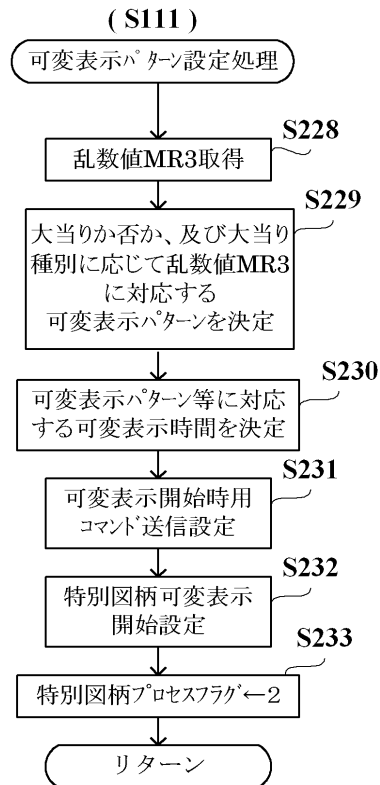 (S111)
可変表示パターン設定処理
S228
乱数値MR3取得
S229
大当りか否か、及び大当り
種別に応じて乱数値MR3
に対応する
可変表示パターンを決定
S230
可変表示パターン等に対応
する可変表示時間を決定
S231
可変表示開始時用
コマンド送信設定
S232
特別図柄可変表示
開始設定
S233
特別図柄プロセスフラグ←2
リターン